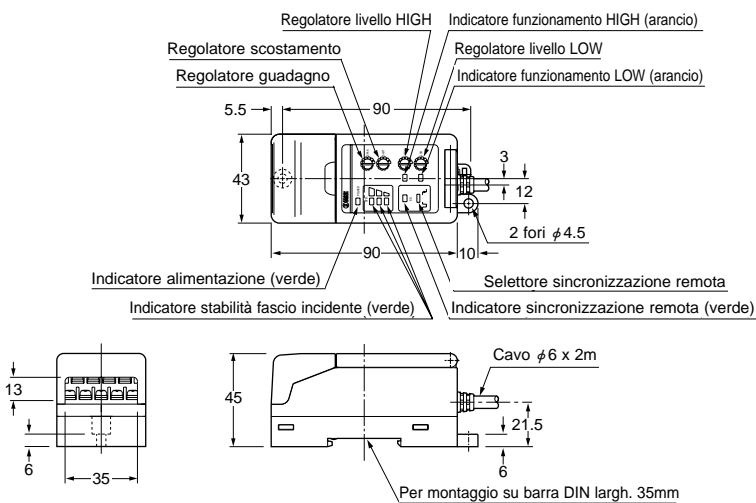 Regolatore livello HIGH
Indicatore funzionamento HIGH (arancio)
Regolatore scostamento
Regolatore livello LOW
Regolatore guadagno
Indicatore funzionamento LOW (arancio)
5.5
90
43
3
12
2 fori φ4.5
90
10
Indicatore alimentazione (verde)
Selettore sincronizzazione remota
Indicatore stabilità fascio incidente (verde)
Indicatore sincronizzazione remota (verde)
13
6
35
45
Cavo φ6 x 2m
21.5
6
Per montaggio su barra DIN largh. 35mm